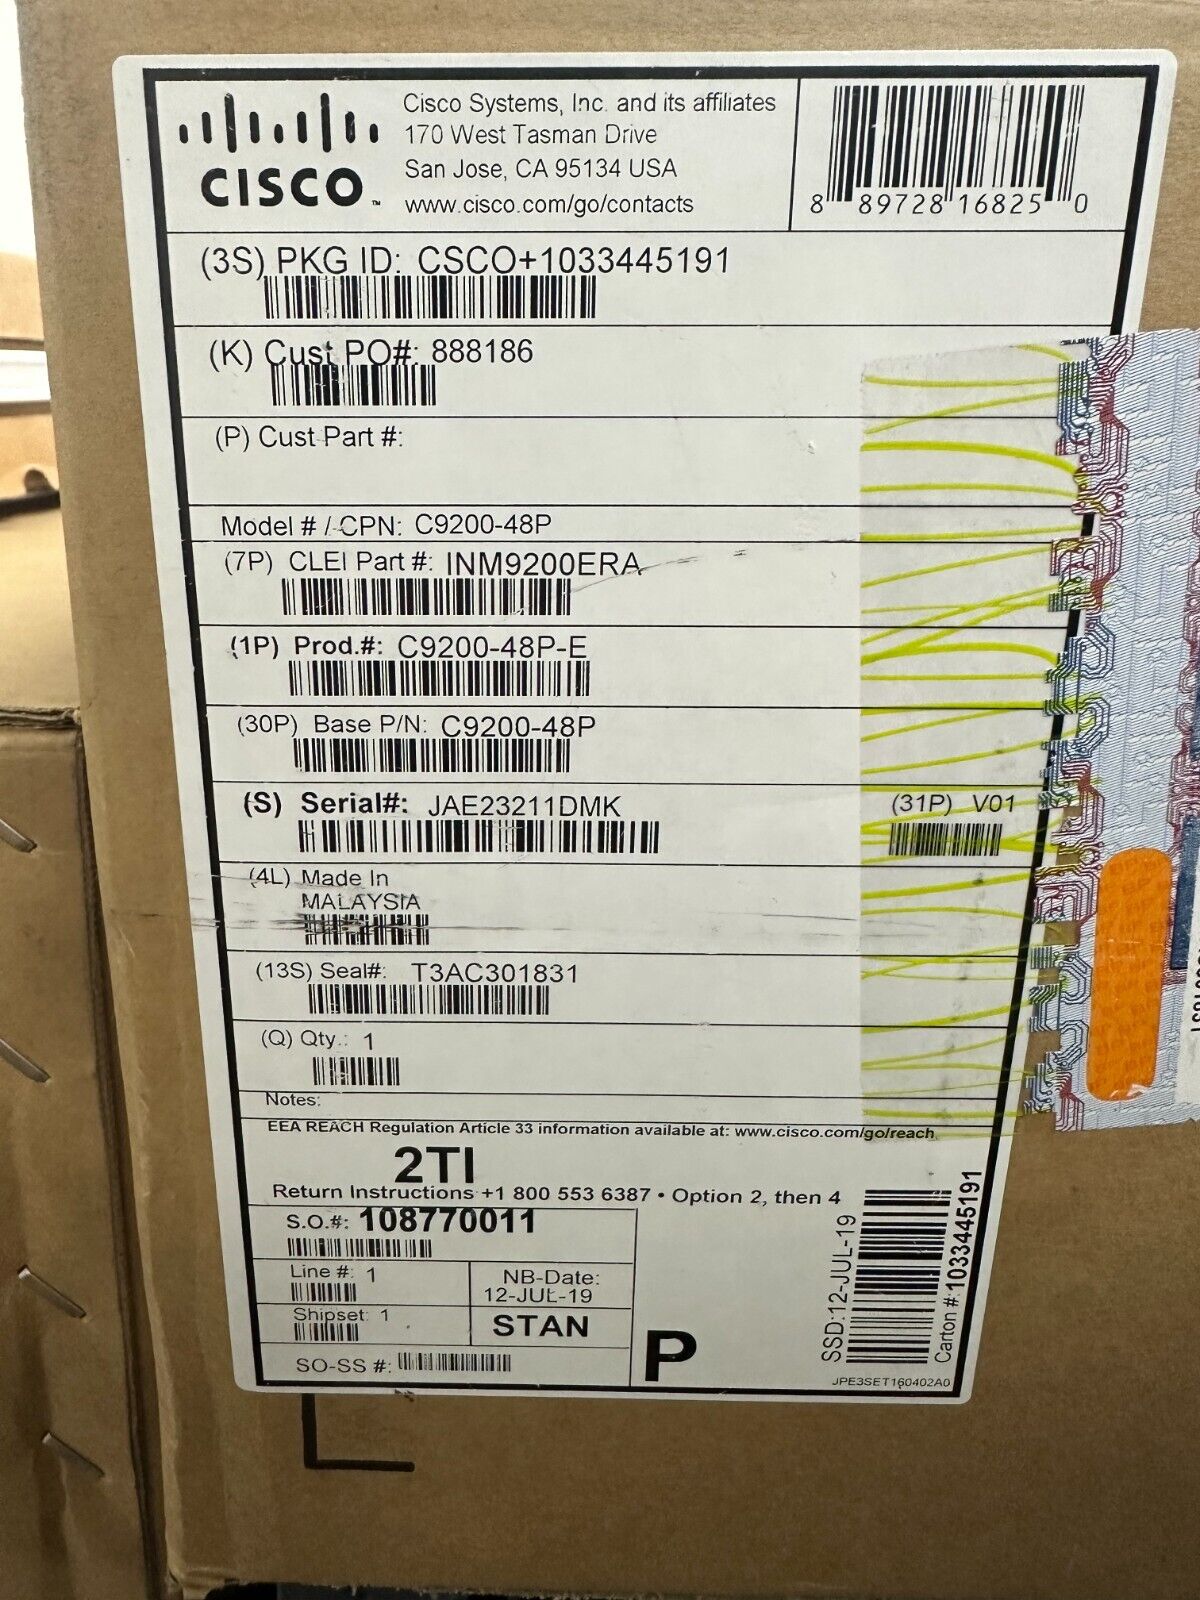 Cisco Systems, Inc. and its affiliates
170 West Tasman Drive
San Jose, CA 95134 USA
www.cisco.com/go/contacts
CISCO™
8 89728 16825 0
(3S) PKG ID: CSCO+1033445191
(K) Cust PO#: 888186
(P) Cust Part #:
Model # / CPN: C9200-48P
(7P) CLEI Part #: INM9200ERA
(1P) Prod.#: C9200-48P-E
(30P) Base P/N: C9200-48P
(S) Serial#: JAE23211DMK
(31P) V01
(4L) Made In
MALAYSIA
(13S) Seal#: T3AC301831
(Q) Qty.: 1
Notes:
EEA REACH Regulation Article 33 information available at: www.cisco.com/go/reach
2TI
Return Instructions +1 800 553 6387 • Option 2, then 4
S.O.#: 108770011
Line #: 1
NB-Date:
12-JUL-19
Shipset: 1
STAN
SO-SS #:
P
SSD:12-JUL-19
Carton #:1033445191
JPE3SET160402A0